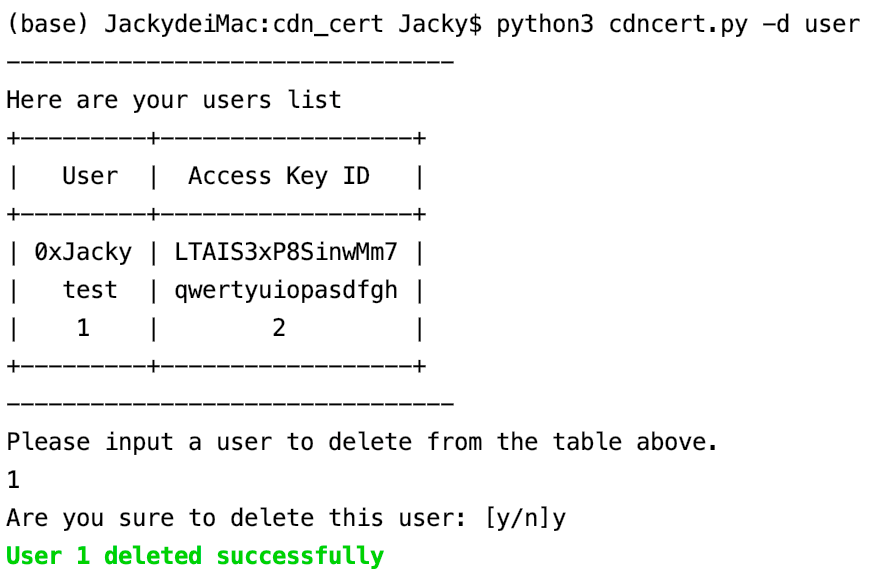 (base) JackydeiMac:cdn_cert Jacky$ python3 cdncert.py -d user
--------------------------------
Here are your users list
+---------+------------------+
|   User  |  Access Key ID   |
+---------+------------------+
| 0xJacky | LTAIS3xP8SinwMm7 |
|   test  | qwertyuiopasdfgh |
|    1    |        2         |
+---------+------------------+
--------------------------------
Please input a user to delete from the table above.
1
Are you sure to delete this user: [y/n]y
User 1 deleted successfully